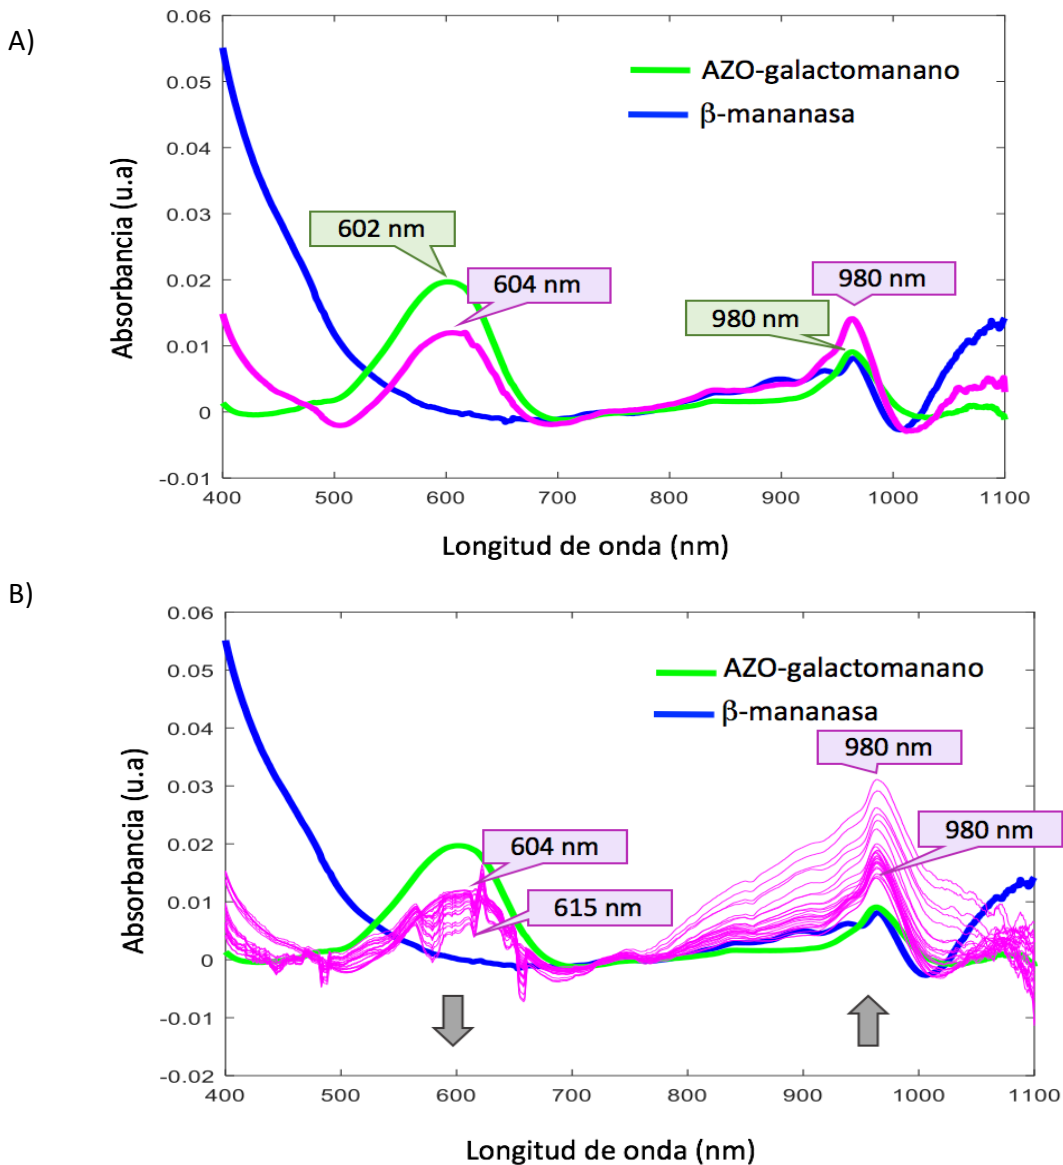 A)
0.06
0.05
0.04
0.03
0.02
0.01
0
-0.01
Absorbancia (u.a)
AZO-galactomanano
β-mananasa
602 nm
604 nm
980 nm
980 nm
400 500 600 700 800 900 1000 1100
Longitud de onda (nm)
B)
0.06
0.05
0.04
0.03
0.02
0.01
0
-0.01
-0.02
Absorbancia (u.a)
AZO-galactomanano
β-mananasa
980 nm
980 nm
604 nm
615 nm
400 500 600 700 800 900 1000 1100
Longitud de onda (nm)